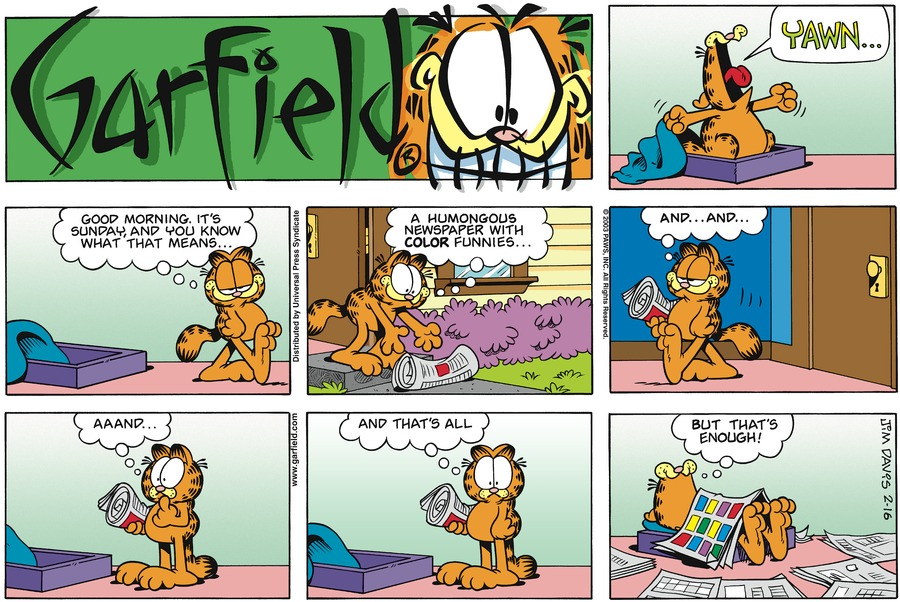 Garfield
®
YAWN...
GOOD MORNING. IT'S
SUNDAY, AND YOU KNOW
WHAT THAT MEANS...
Distributed by Universal Press Syndicate
A HUMONGOUS
NEWSPAPER WITH
COLOR FUNNIES...
© 2003 PAWS, INC. All Rights Reserved.
AND...AND...
AAAND...
www.garfield.com
AND THAT'S ALL
BUT THAT'S
ENOUGH!
JIM DAVIS 2-16